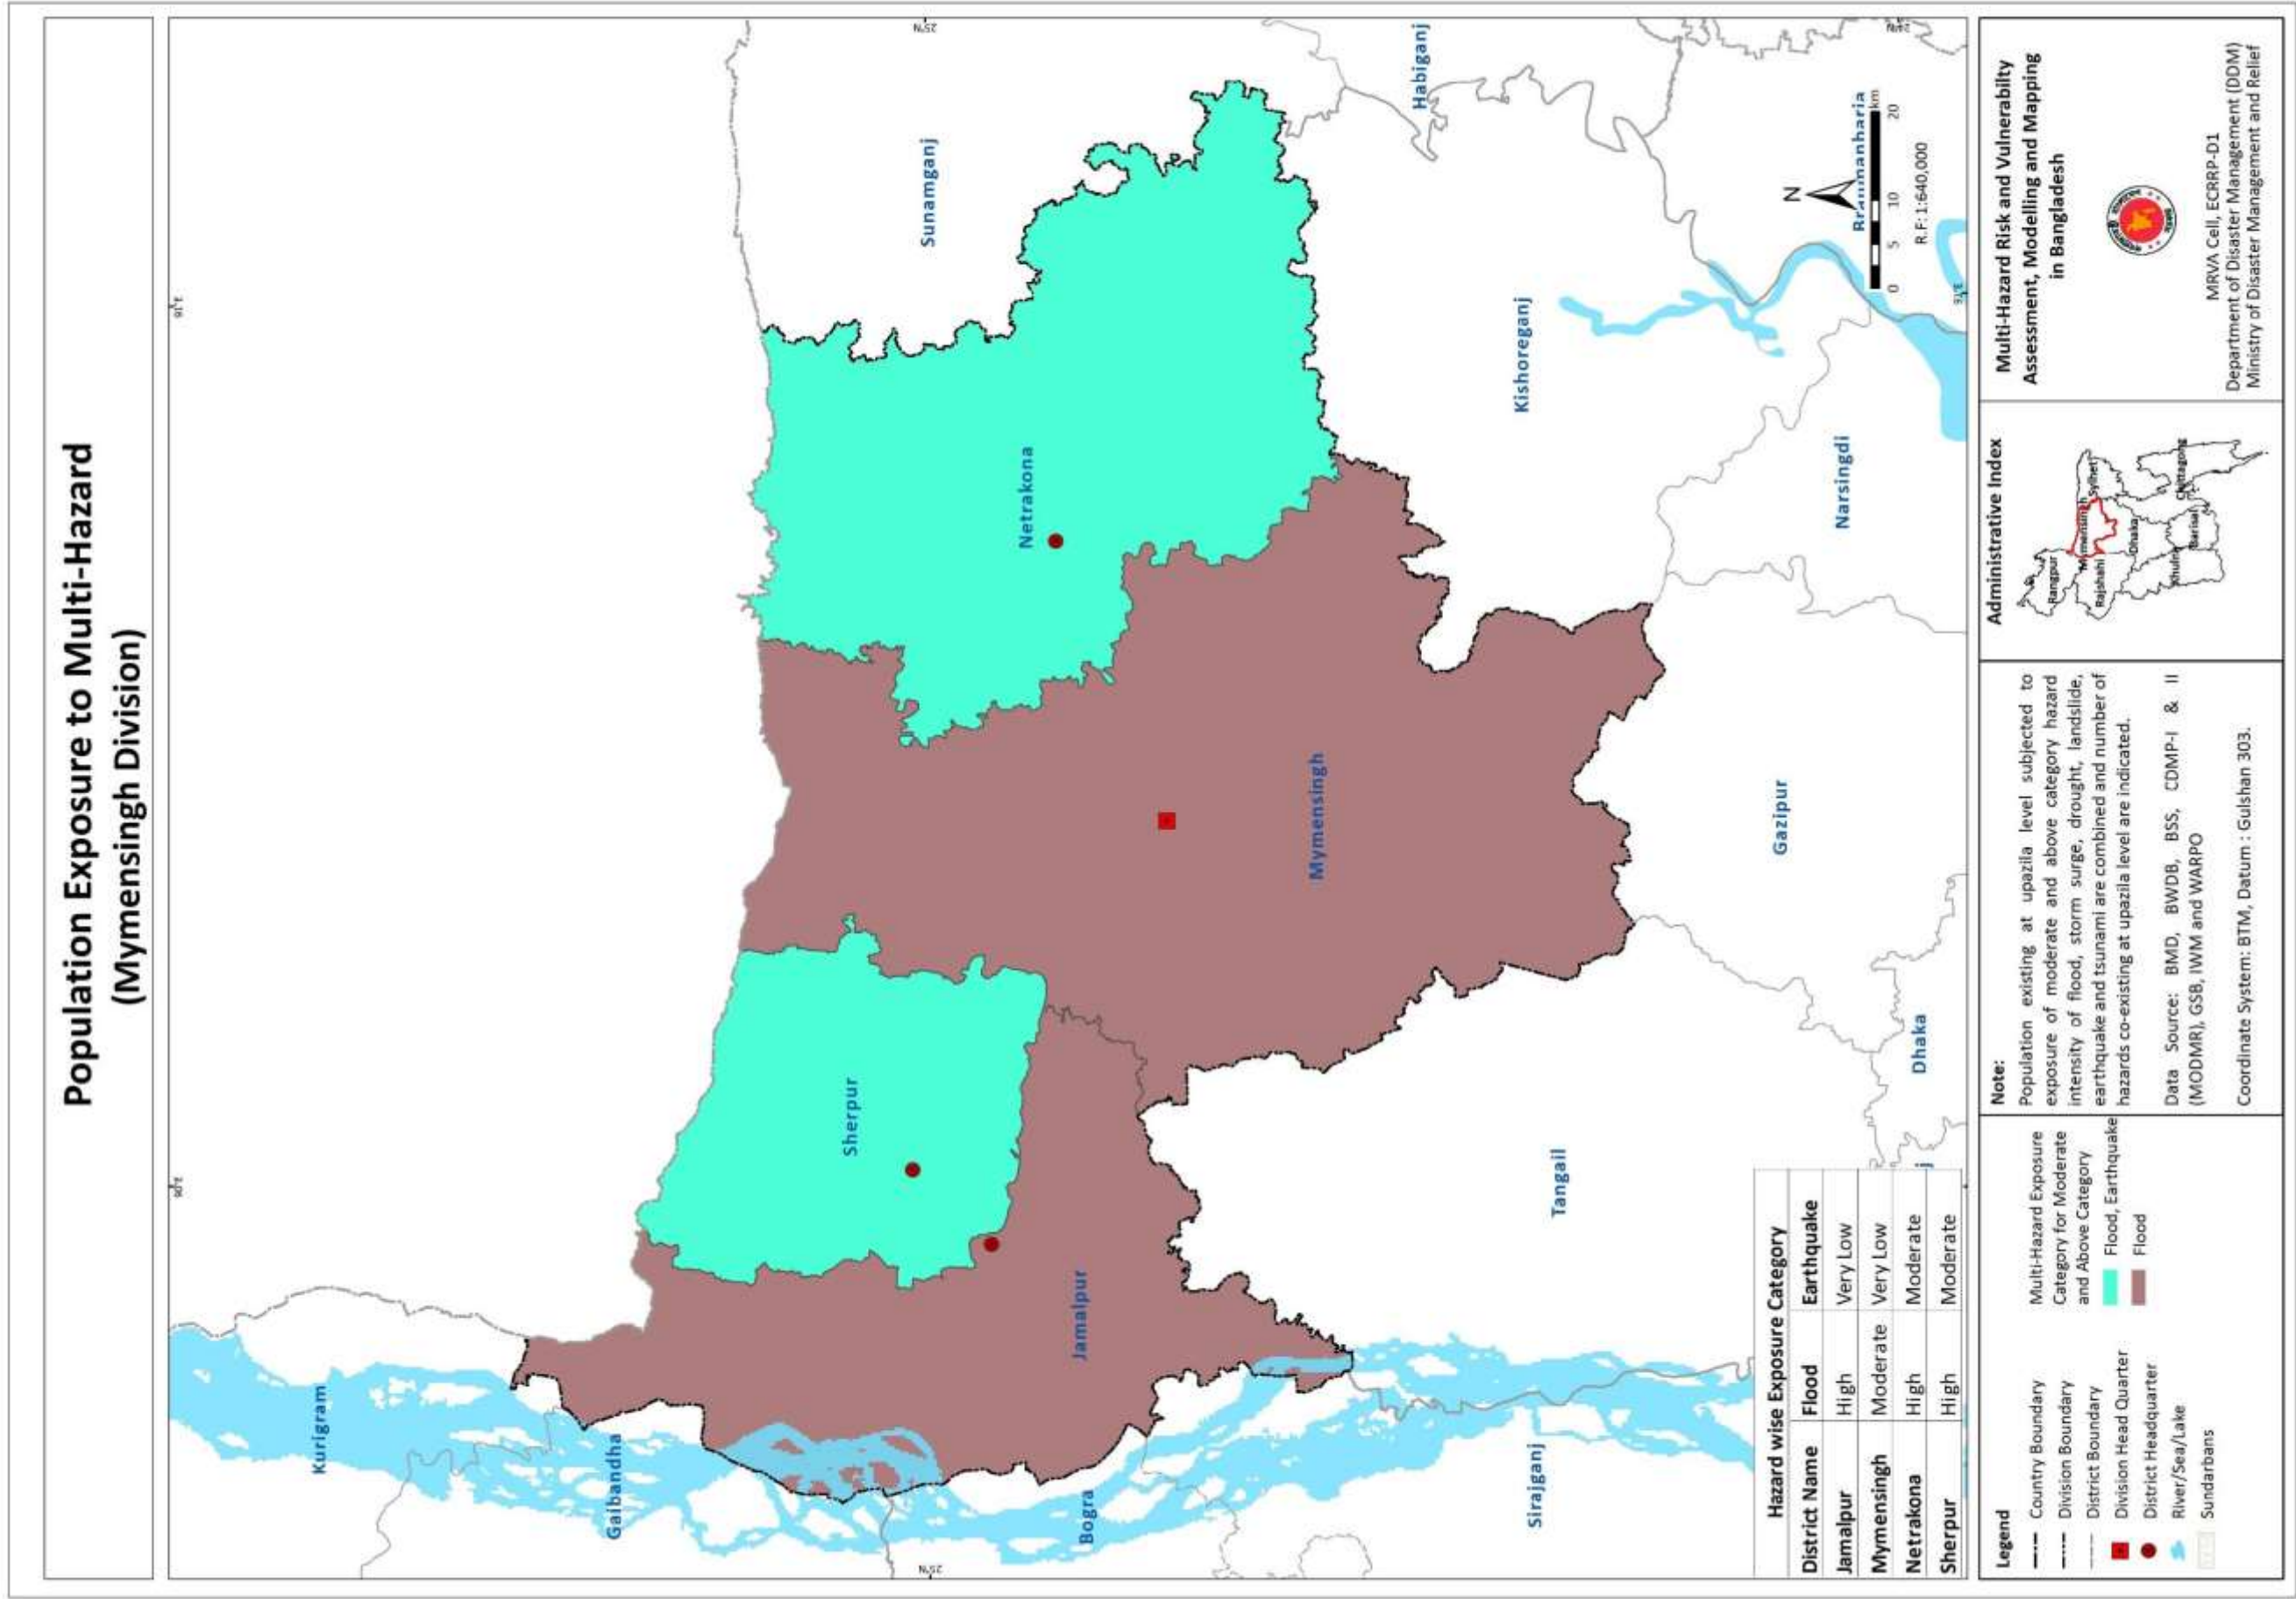 Population Exposure to Multi-Hazard
(Mymensingh Division)
25°N
Sunamganj
Habiganj
Netrakona
Kishoreganj
Narsingdi
Mymensingh
Gazipur
Sherpur
Dhaka
Jamalpur
Tangail
Kurigram
Gaibandha
Bogra
Sirajganj
25°N
N
0 5 10 20
km
R.F: 1:640,000
Hazard wise Exposure Category
District Name Flood Earthquake
Jamalpur High Very Low
Mymensingh Moderate Very Low
Netrakona High Moderate
Sherpur High Moderate
Legend
Country Boundary
Division Boundary
District Boundary
Division Head Quarter
District Headquarter
River/Sea/Lake
Sundarbans
Multi-Hazard Exposure
Category for Moderate
and Above Category
Flood, Earthquake
Flood
Note:
Population existing at upazila level subjected to
exposure of moderate and above category hazard
intensity of flood, storm surge, drought, landslide,
earthquake and tsunami are combined and number of
hazards co-existing at upazila level are indicated.
Data Source: BMD, BWDB, BSS, CDMP-I & II
(MODMR), GSB, IWM and WARPO
Coordinate System: BTM, Datum : Gulshan 303.
Administrative Index
Rangpur
Mymensingh
Sylhet
Rajshahi
Dhaka
Khulna
Barisal
Chittagong
Multi-Hazard Risk and Vulnerabilty
Assessment, Modelling and Mapping
in Bangladesh
MRVA Cell, ECRRP-D1
Department of Disaster Management (DDM)
Ministry of Disaster Management and Relief